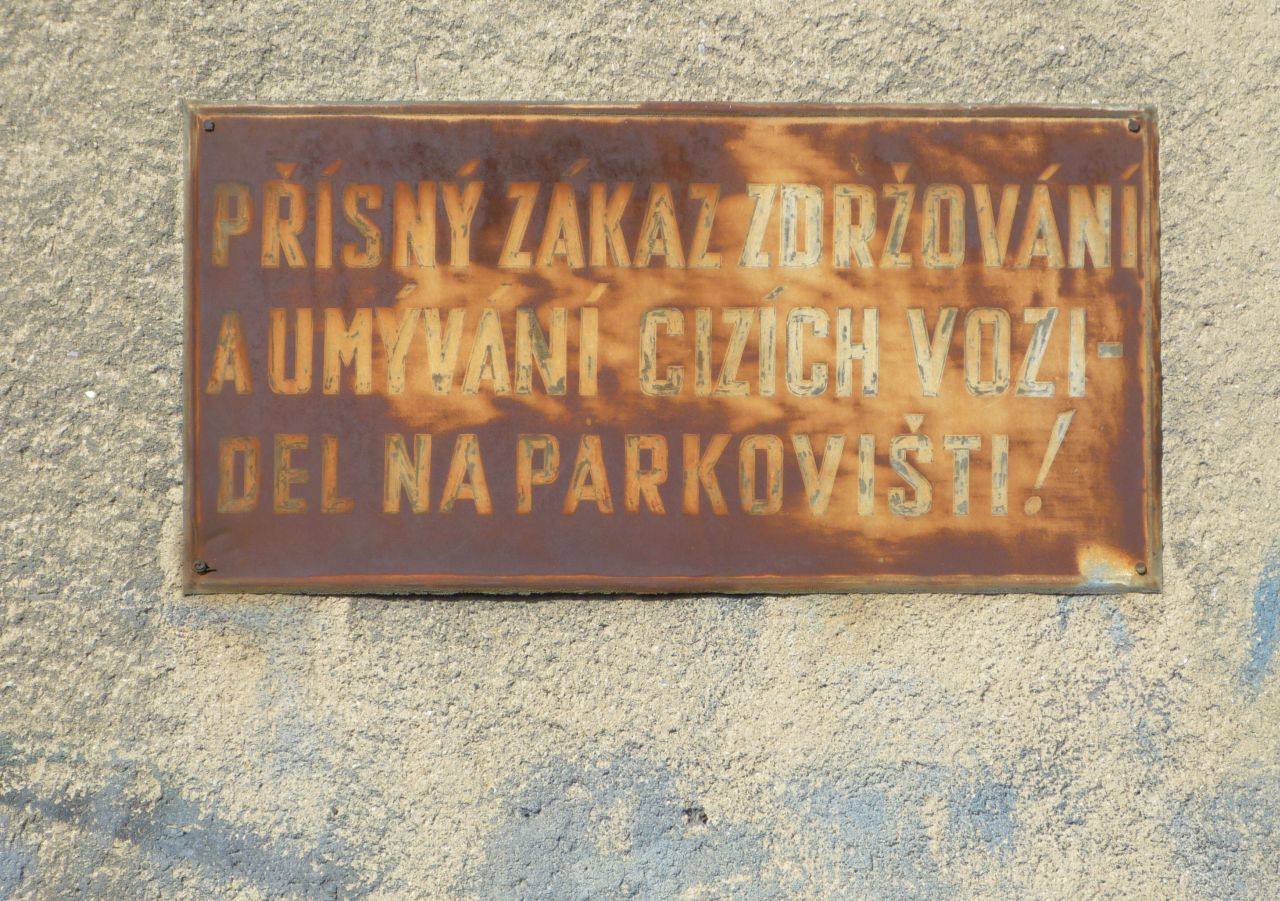 PŘÍSNÝ ZÁKAZ ZDRŽOVÁNÍ
A UMÝVÁNÍ CIZÍCH VOZI-
DEL NA PARKOVIŠTI!